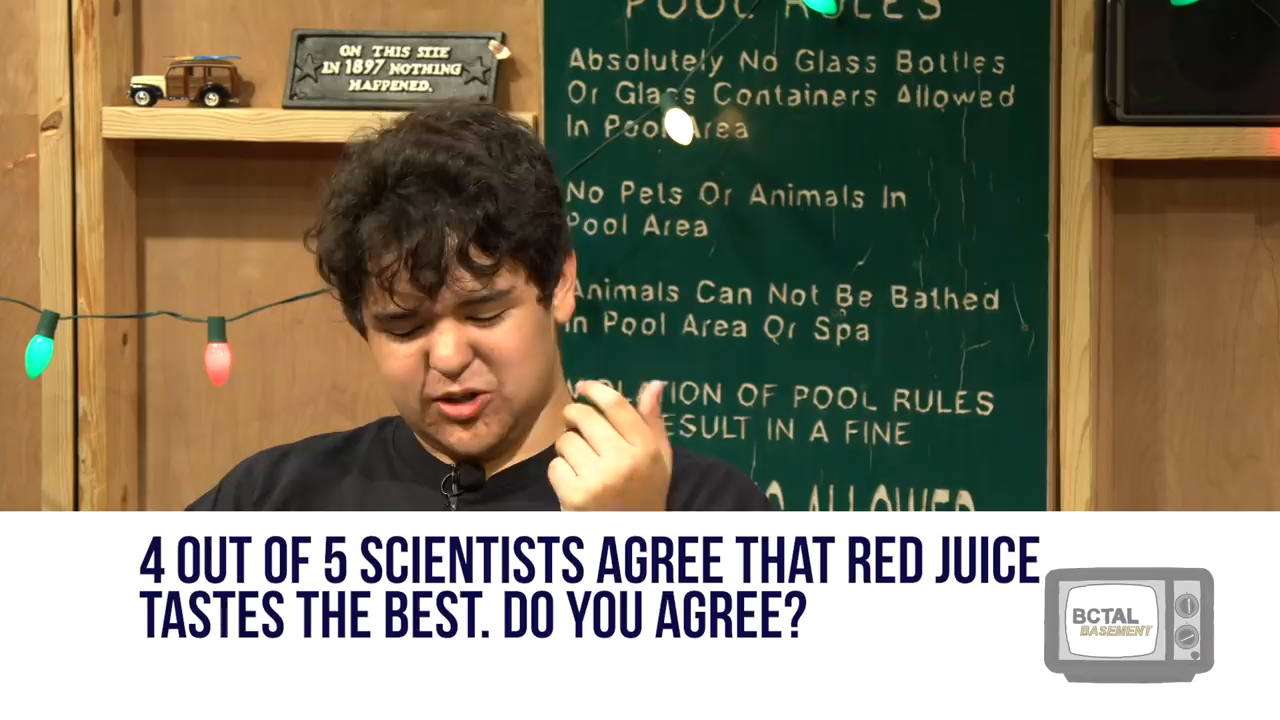 ON THIS SITE
IN 1897 NOTHING
HAPPENED.
POOL RULES
Absolutely No Glass Bottles
Or Glass Containers Allowed
In Pool Area
No Pets Or Animals In
Pool Area
Animals Can Not Be Bathed
In Pool Area Or Spa
VIOLATION OF POOL RULES
RESULT IN A FINE
ALLOWED
4 OUT OF 5 SCIENTISTS AGREE THAT RED JUICE
TASTES THE BEST. DO YOU AGREE?
BCTAL
BASEMENT